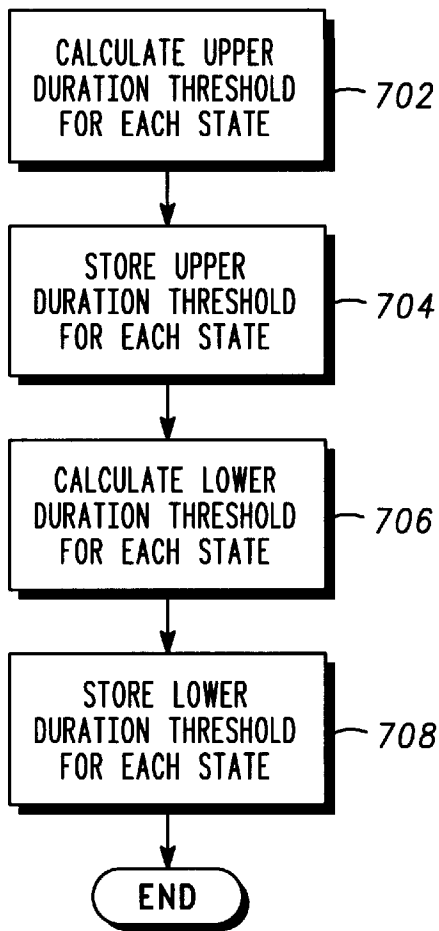 CALCULATE UPPER
DURATION THRESHOLD
FOR EACH STATE
702
STORE UPPER
DURATION THRESHOLD
FOR EACH STATE
704
CALCULATE LOWER
DURATION THRESHOLD
FOR EACH STATE
706
STORE LOWER
DURATION THRESHOLD
FOR EACH STATE
708
END